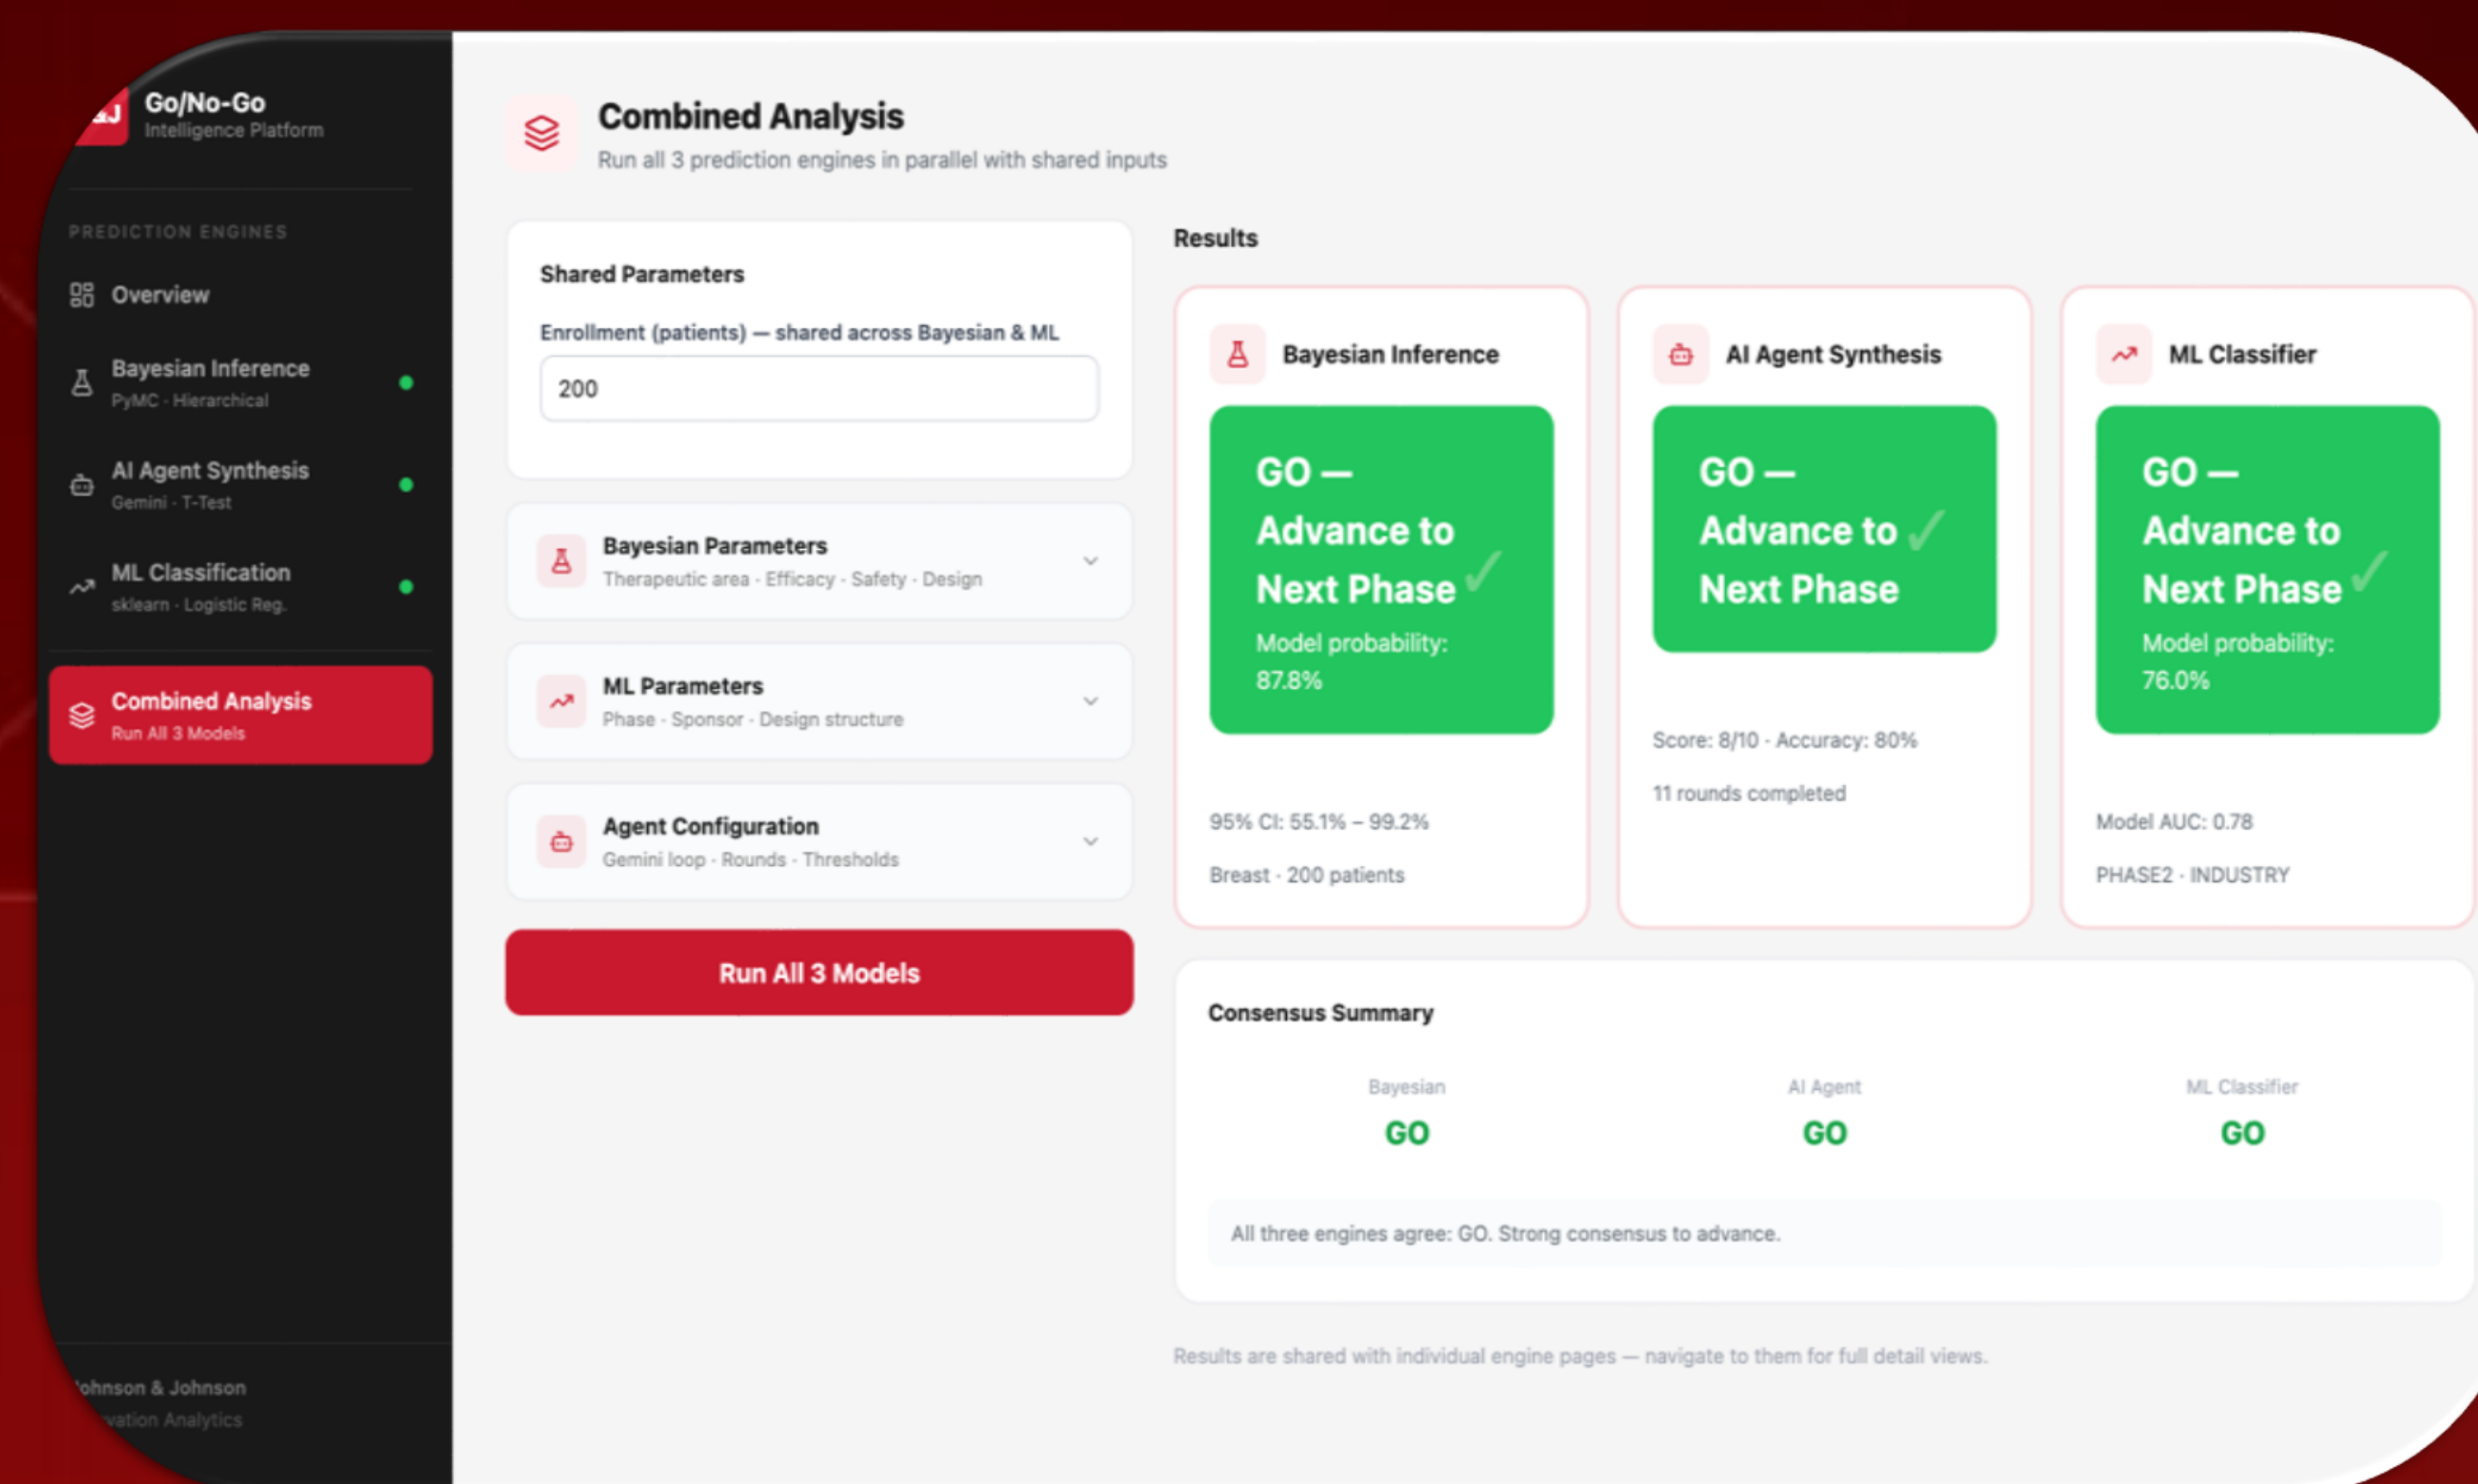 Go/No-Go
Intelligence Platform
PREDICTION ENGINES
Overview
Bayesian Inference
PyMC · Hierarchical
AI Agent Synthesis
Gemini · T-Test
ML Classification
sklearn · Logistic Reg.
Combined Analysis
Run All 3 Models
Johnson & Johnson
Analytics
Combined Analysis
Run all 3 prediction engines in parallel with shared inputs
Shared Parameters
Enrollment (patients) — shared across Bayesian & ML
200
Bayesian Parameters
Therapeutic area · Efficacy · Safety · Design
ML Parameters
Phase · Sponsor · Design structure
Agent Configuration
Gemini loop · Rounds · Thresholds
Run All 3 Models
Results
Bayesian Inference
GO —
Advance to
Next Phase ✓
Model probability:
87.8%
95% CI: 55.1% – 99.2%
Breast · 200 patients
AI Agent Synthesis
GO —
Advance to ✓
Next Phase
Score: 8/10 · Accuracy: 80%
11 rounds completed
ML Classifier
GO —
Advance to
Next Phase ✓
Model probability:
76.0%
Model AUC: 0.78
PHASE2 · INDUSTRY
Consensus Summary
Bayesian
GO
AI Agent
GO
ML Classifier
GO
All three engines agree: GO. Strong consensus to advance.
Results are shared with individual engine pages — navigate to them for full detail views.